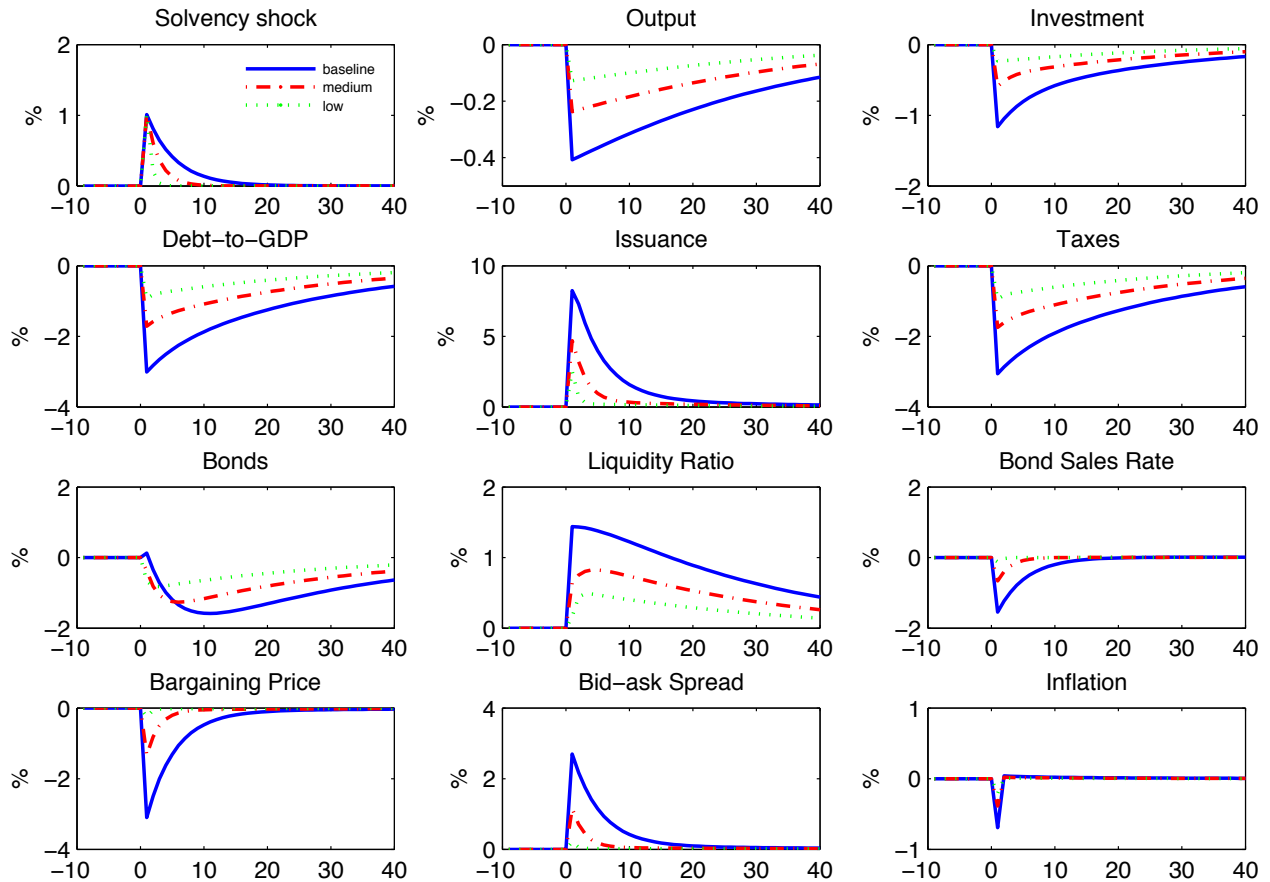 Solvency shock
Output
Investment
2
1
0
%
baseline
medium
low
0
−0.2
−0.4
%
0
−1
−2
%
−10 0 10 20 30 40
−10 0 10 20 30 40
−10 0 10 20 30 40
Debt−to−GDP
Issuance
Taxes
0
−2
−4
%
10
5
0
%
0
−2
−4
%
−10 0 10 20 30 40
−10 0 10 20 30 40
−10 0 10 20 30 40
Bonds
Liquidity Ratio
Bond Sales Rate
2
0
−2
%
2
1
0
%
2
0
−2
%
−10 0 10 20 30 40
−10 0 10 20 30 40
−10 0 10 20 30 40
Bargaining Price
Bid−ask Spread
Inflation
0
−2
−4
%
4
2
0
%
1
0
−1
%
−10 0 10 20 30 40
−10 0 10 20 30 40
−10 0 10 20 30 40